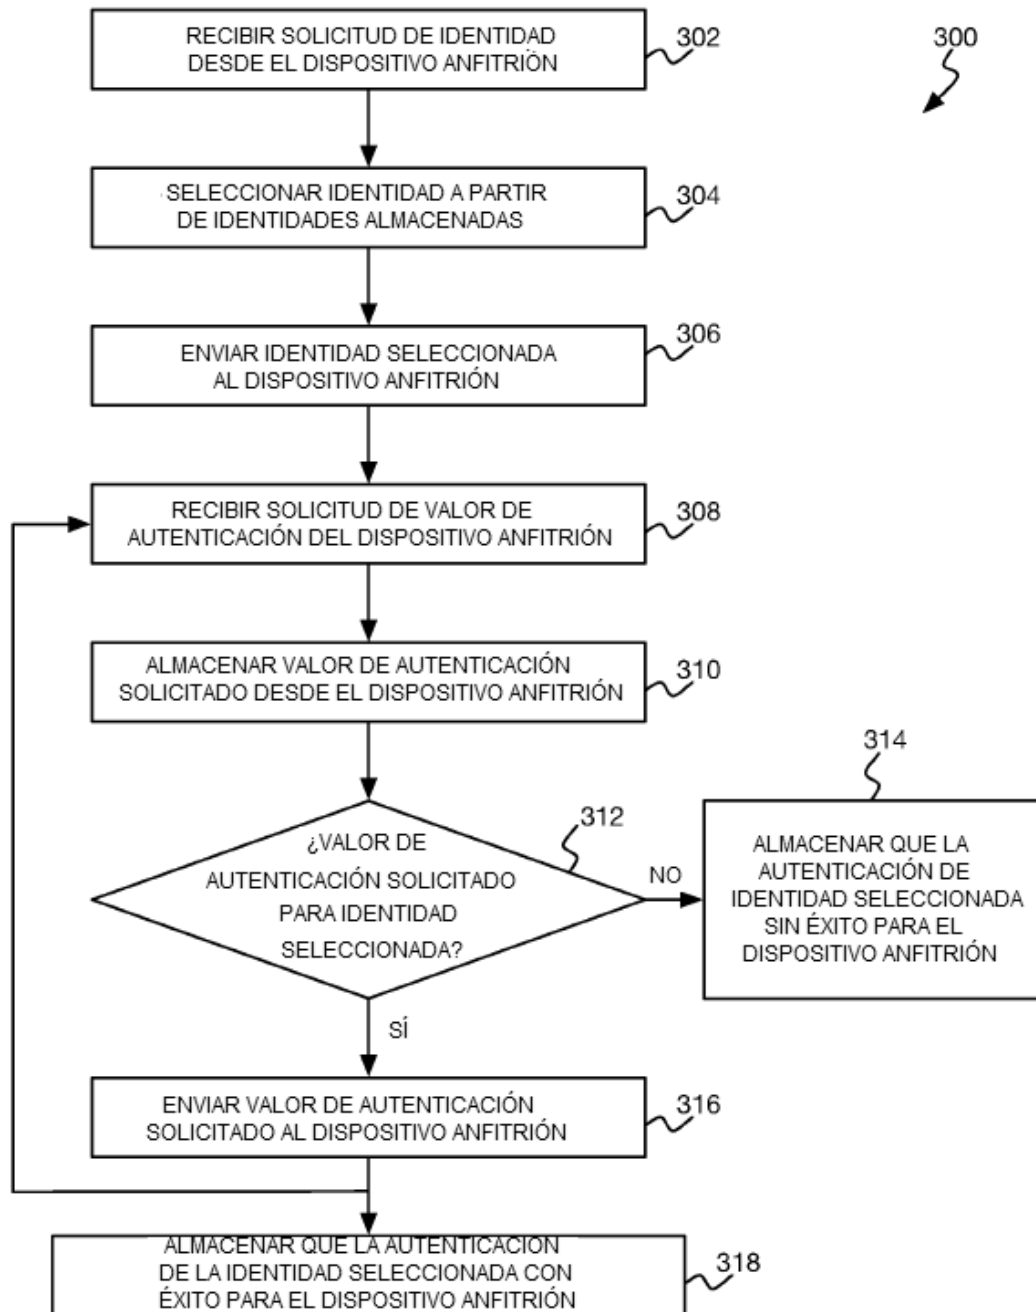 RECIBIR SOLICITUD DE IDENTIDAD
DESDE EL DISPOSITIVO ANFITRIÓN
302
300
SELECCIONAR IDENTIDAD A PARTIR
DE IDENTIDADES ALMACENADAS
304
ENVIAR IDENTIDAD SELECCIONADA
AL DISPOSITIVO ANFITRIÓN
306
RECIBIR SOLICITUD DE VALOR DE
AUTENTICACIÓN DEL DISPOSITIVO ANFITRIÓN
308
ALMACENAR VALOR DE AUTENTICACIÓN
SOLICITADO DESDE EL DISPOSITIVO ANFITRIÓN
310
¿VALOR DE
AUTENTICACIÓN SOLICITADO
PARA IDENTIDAD
SELECCIONADA?
312
NO
314
ALMACENAR QUE LA
AUTENTICACIÓN DE
IDENTIDAD SELECCIONADA
SIN ÉXITO PARA EL
DISPOSITIVO ANFITRIÓN
SÍ
ENVIAR VALOR DE AUTENTICACIÓN
SOLICITADO AL DISPOSITIVO ANFITRIÓN
316
ALMACENAR QUE LA AUTENTICACION
DE LA IDENTIDAD SELECCIONADA CON
ÉXITO PARA EL DISPOSITIVO ANFITRIÓN
318